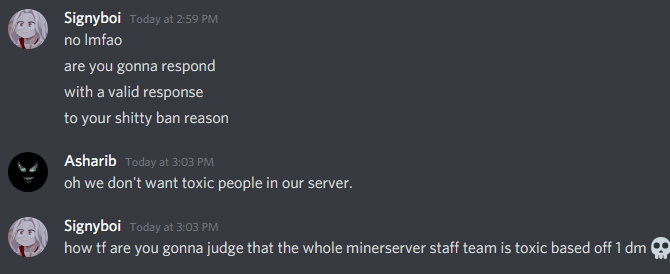 Signyboi Today at 2:59 PM
no lmfao
are you gonna respond
with a valid response
to your shitty ban reason
Asharib Today at 3:03 PM
oh we don't want toxic people in our server.
Signyboi Today at 3:03 PM
how tf are you gonna judge that the whole minerserver staff team is toxic based off 1 dm 💀